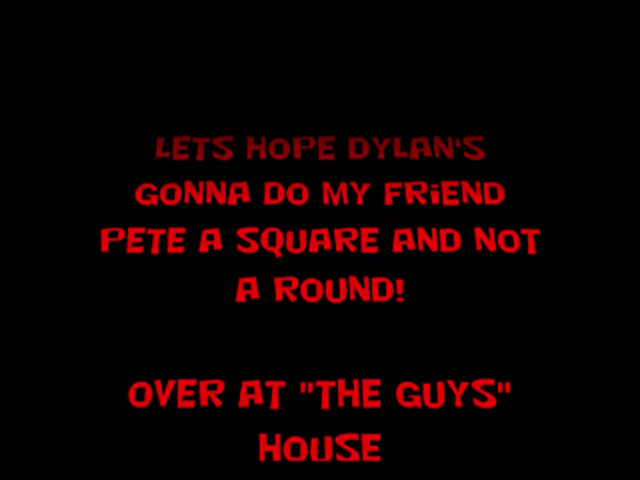 LETS HOPE DYLAN'S
GONNA DO MY FRIEND
PETE A SQUARE AND NOT
A ROUND!
OVER AT "THE GUYS"
HOUSE